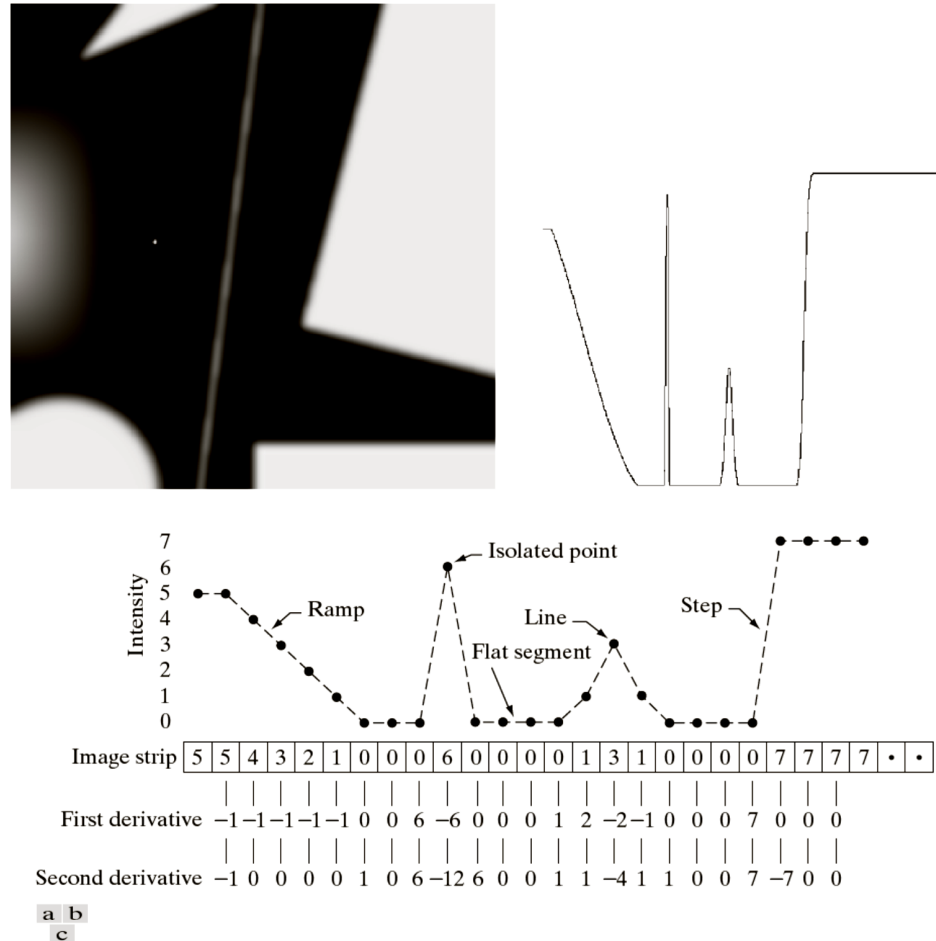 7
6
Isolated point
5
Intensity
4
Ramp
Step
3
Line
2
Flat segment
1
0
Image strip 5 5 4 3 2 1 0 0 0 6 0 0 0 0 1 3 1 0 0 0 0 7 7 7 7 • •
First derivative −1 −1 −1 −1 −1 0 0 6 −6 0 0 0 1 2 −2 −1 0 0 0 7 0 0 0
Second derivative −1 0 0 0 0 1 0 6 −12 6 0 0 1 1 −4 1 1 0 0 7 −7 0 0
a b
c